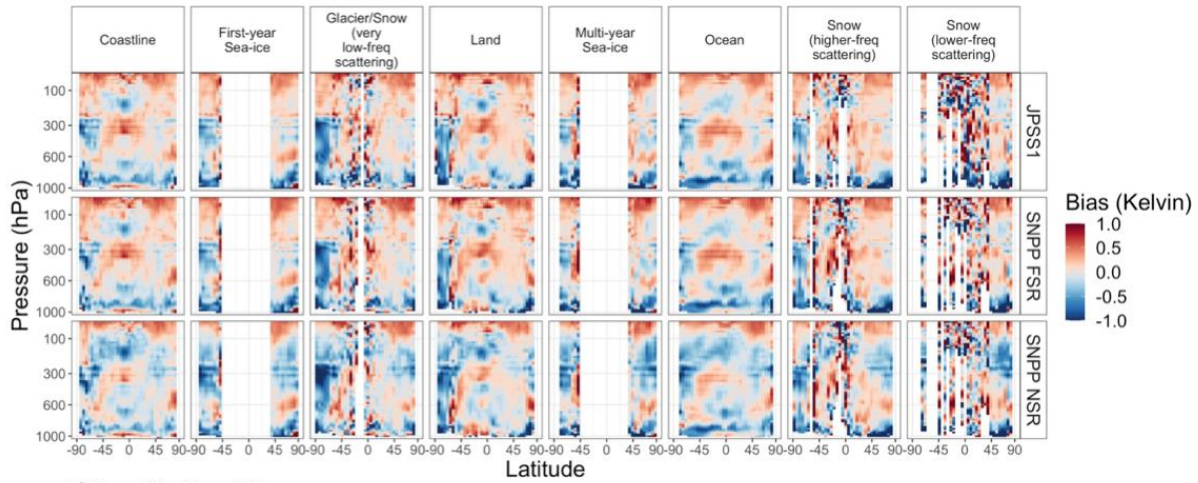 Coastline
First-year
Sea-ice
Glacier/Snow
(very
low-freq
scattering)
Land
Multi-year
Sea-ice
Ocean
Snow
(higher-freq
scattering)
Snow
(lower-freq
scattering)
Pressure (hPa)
100
300
600
1000
JPSS1
100
300
600
1000
SNPP FSR
100
300
600
1000
SNPP NSR
-90 -45 0 45 90
-90 -45 0 45 90
-90 -45 0 45 90
-90 -45 0 45 90
-90 -45 0 45 90
-90 -45 0 45 90
-90 -45 0 45 90
-90 -45 0 45 90
Latitude
Bias (Kelvin)
1.0
0.5
0.0
-0.5
-1.0